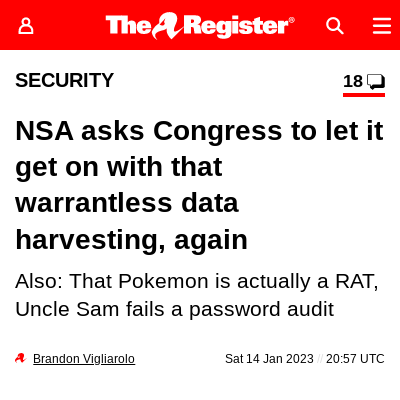 The Register®
SECURITY
18
NSA asks Congress to let it
get on with that
warrantless data
harvesting, again
Also: That Pokemon is actually a RAT,
Uncle Sam fails a password audit
Brandon Vigliarolo
Sat 14 Jan 2023 // 20:57 UTC